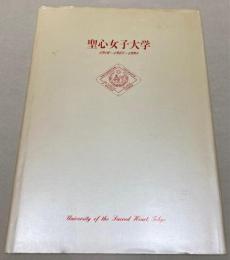 聖心女子大学
University of the Sacred Heart, Tokyo